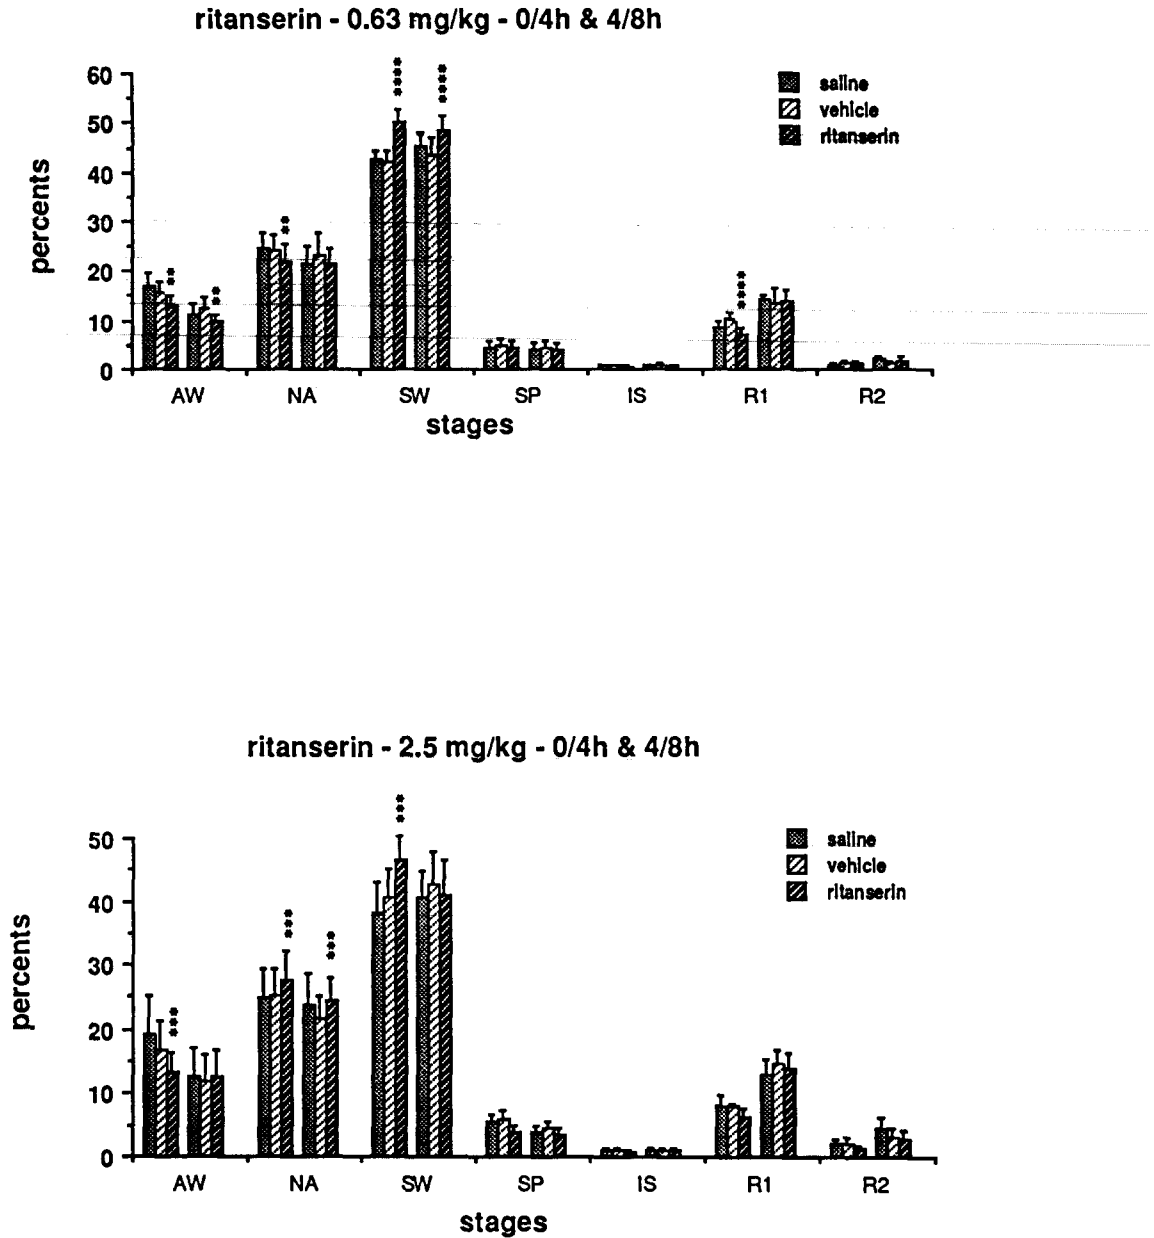 ritanserin - 0.63 mg/kg - 0/4h & 4/8h
60
50
40
30
20
10
0
percents
****
****
**
**
**
****
saline
vehicle
ritanserin
AW NA SW SP IS R1 R2
stages
ritanserin - 2.5 mg/kg - 0/4h & 4/8h
50
40
30
20
10
0
percents
***
***
***
***
saline
vehicle
ritanserin
AW NA SW SP IS R1 R2
stages